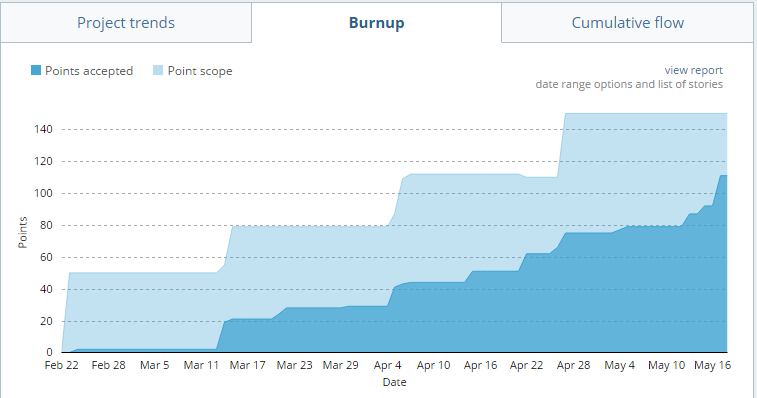 Project trends Burnup Cumulative flow
Points accepted Point scope view report
date range options and list of stories
140
120
100
80
60
40
20
0
Points
Feb 22 Feb 28 Mar 5 Mar 11 Mar 17 Mar 23 Mar 29 Apr 4 Apr 10 Apr 16 Apr 22 Apr 28 May 4 May 10 May 16
Date